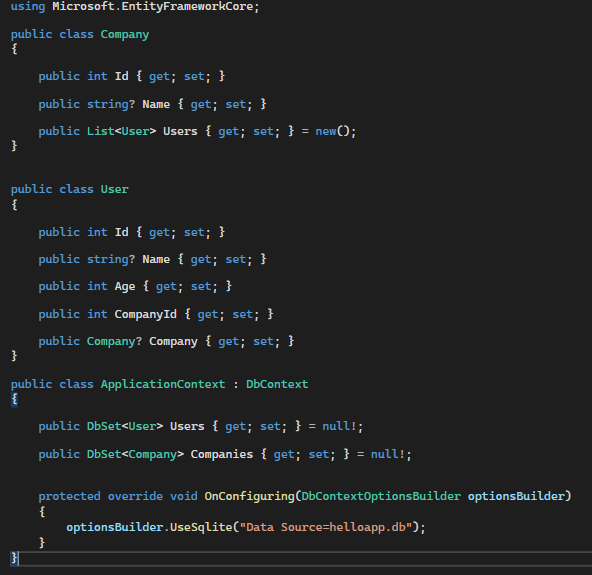 using Microsoft.EntityFrameworkCore;
public class Company
{
public int Id { get; set; }
public string? Name { get; set; }
public List<User> Users { get; set; } = new();
}
public class User
{
public int Id { get; set; }
public string? Name { get; set; }
public int Age { get; set; }
public int CompanyId { get; set; }
public Company? Company { get; set; }
}
public class ApplicationContext : DbContext
{
public DbSet<User> Users { get; set; } = null!;
public DbSet<Company> Companies { get; set; } = null!;
protected override void OnConfiguring(DbContextOptionsBuilder optionsBuilder)
{
optionsBuilder.UseSqlite("Data Source=helloapp.db");
}
}